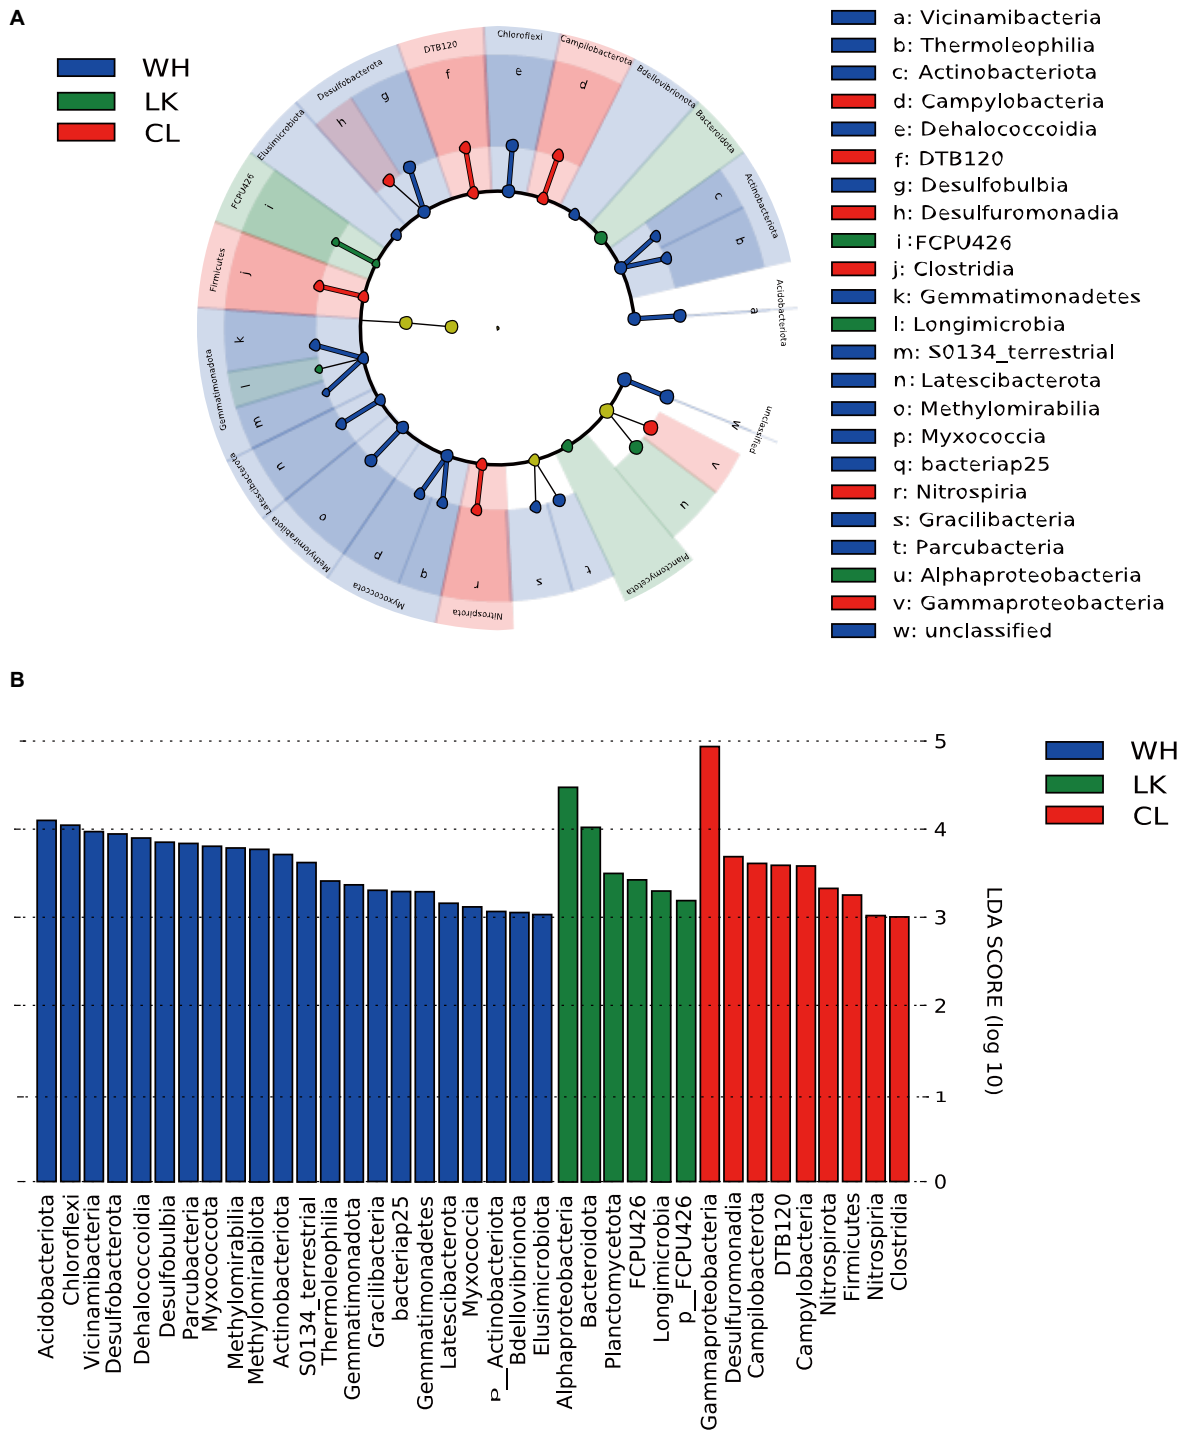 A
WH
LK
CL
Acidobacteriota
Actinobacteriota
Bacteroidota
Bdellovibrionota
Campilobacterota
Chloroflexi
DTB120
Desulfobacterota
Elusimicrobiota
FCPU426
Firmicutes
Gemmatimonadota
Latescibacterota
Methylomirabilota
Myxococcota
Nitrospirota
Planctomycetota
unclassified
a
b
c
d
e
f
g
h
i
j
k
l
m
n
o
p
q
r
s
t
u
v
w
a: Vicinamibacteria
b: Thermoleophilia
c: Actinobacteriota
d: Campylobacteria
e: Dehalococcoidia
f: DTB120
g: Desulfobulbia
h: Desulfuromonadia
i:FCPU426
j: Clostridia
k: Gemmatimonadetes
l: Longimicrobia
m: S0134_terrestrial
n: Latescibacterota
o: Methylomirabilia
p: Myxococcia
q: bacteriap25
r: Nitrospiria
s: Gracilibacteria
t: Parcubacteria
u: Alphaproteobacteria
v: Gammaproteobacteria
w: unclassified
B
WH
LK
CL
5
4
3
2
1
0
LDA SCORE (log 10)
Acidobacteriota
Chloroflexi
Vicinamibacteria
Desulfobacterota
Dehalococcoidia
Desulfobulbia
Parcubacteria
Myxococcota
Methylomirabilia
Methylomirabilota
Actinobacteriota
S0134_terrestrial
Thermoleophilia
Gemmatimonadota
Gracilibacteria
bacteriap25
Gemmatimonadetes
Latescibacterota
Myxococcia
p__Actinobacteriota
Bdellovibrionota
Elusimicrobiota
Alphaproteobacteria
Bacteroidota
Planctomycetota
FCPU426
Longimicrobia
p__FCPU426
Gammaproteobacteria
Desulfuromonadia
Campilobacterota
DTB120
Campylobacteria
Nitrospirota
Firmicutes
Nitrospiria
Clostridia